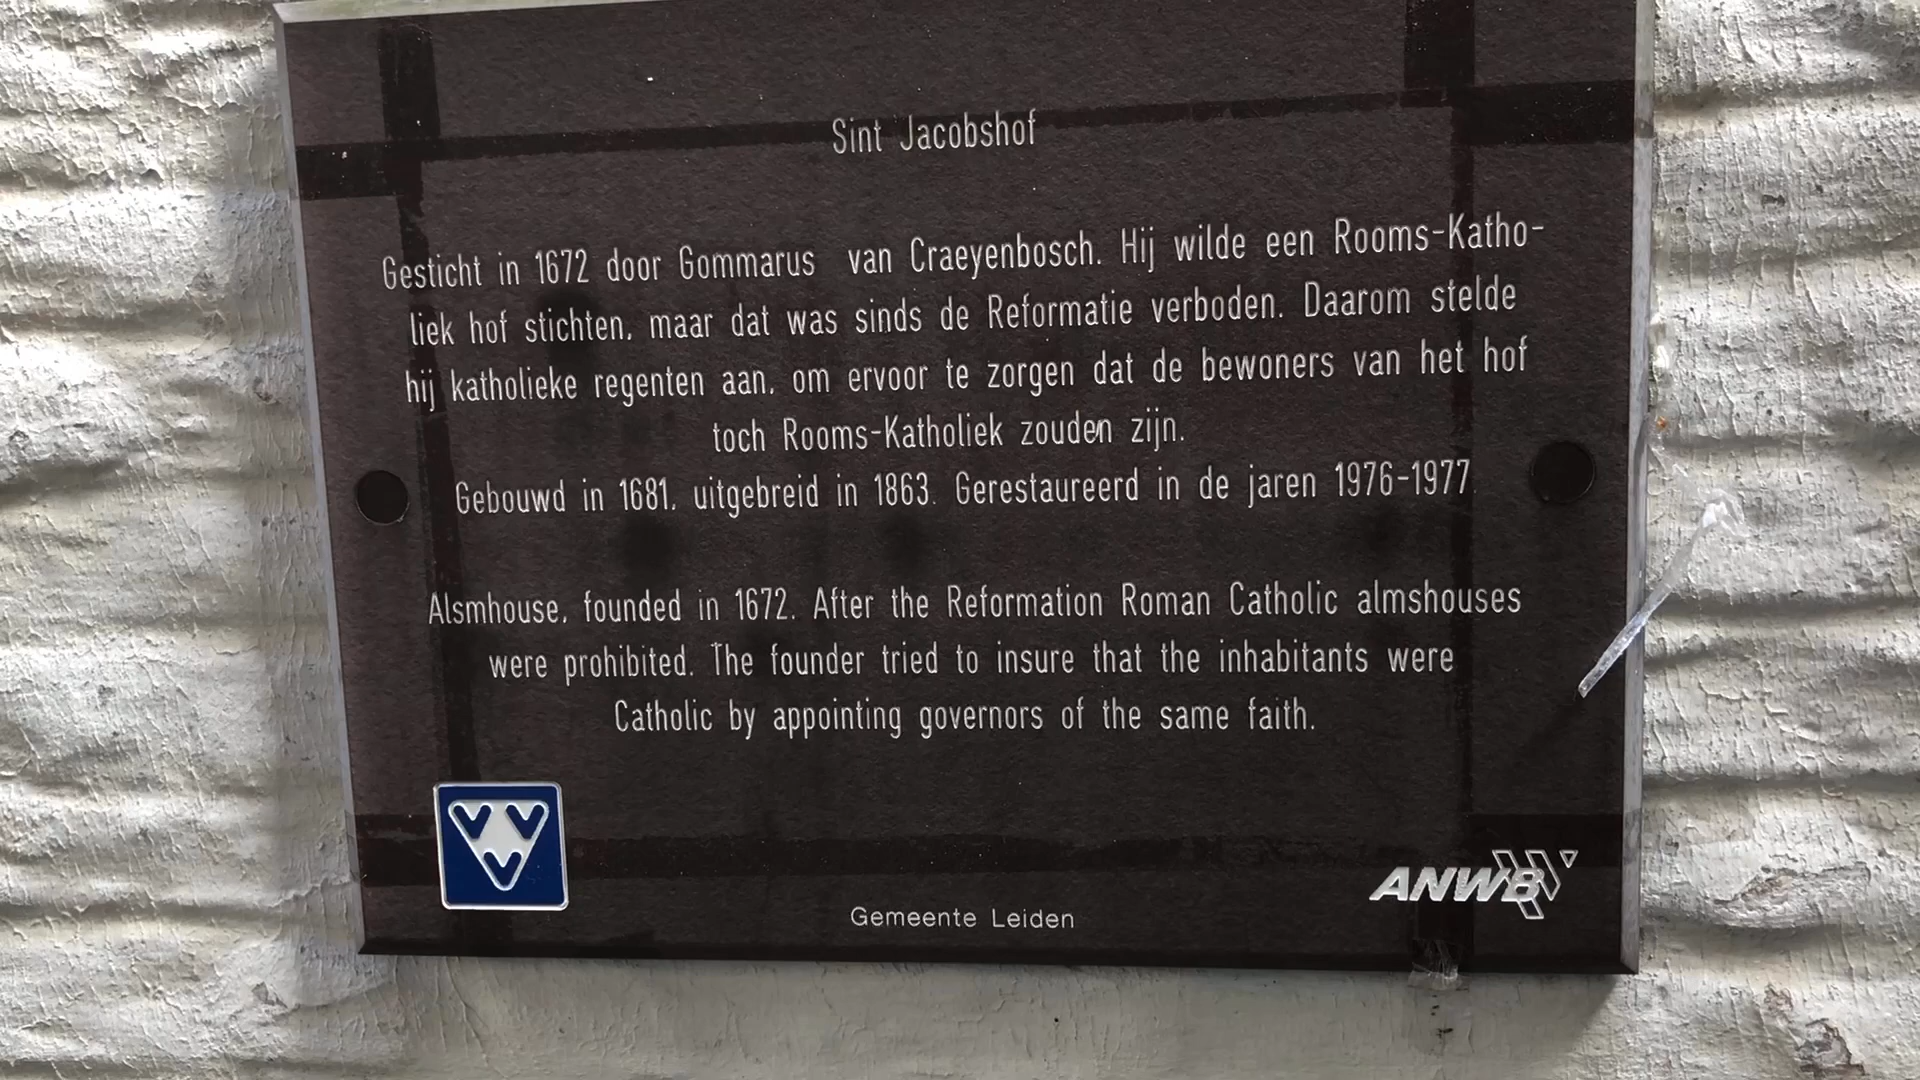 Sint Jacobshof
Gesticht in 1672 door Gommarus van Craeyenbosch. Hij wilde een Rooms-Katho-
liek hof stichten, maar dat was sinds de Reformatie verboden. Daarom stelde
hij katholieke regenten aan, om ervoor te zorgen dat de bewoners van het hof
toch Rooms-Katholiek zouden zijn.
Gebouwd in 1681, uitgebreid in 1863. Gerestaureerd in de jaren 1976-1977.
Alsmhouse, founded in 1672. After the Reformation Roman Catholic almshouses
were prohibited. The founder tried to insure that the inhabitants were
Catholic by appointing governors of the same faith.
VVV
ANWB
Gemeente Leiden